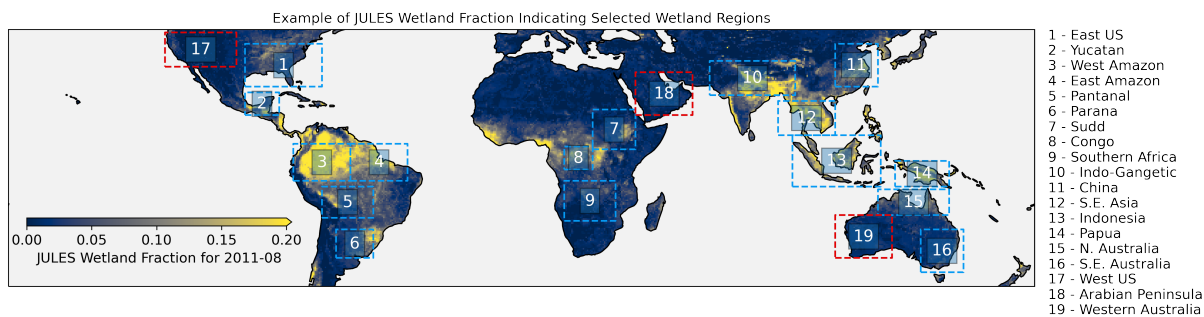 Example of JULES Wetland Fraction Indicating Selected Wetland Regions
17
1
2
3
4
5
6
7
8
9
10
11
12
13
14
15
16
18
19
0.00 0.05 0.10 0.15 0.20
JULES Wetland Fraction for 2011-08
1 - East US
2 - Yucatan
3 - West Amazon
4 - East Amazon
5 - Pantanal
6 - Parana
7 - Sudd
8 - Congo
9 - Southern Africa
10 - Indo-Gangetic
11 - China
12 - S.E. Asia
13 - Indonesia
14 - Papua
15 - N. Australia
16 - S.E. Australia
17 - West US
18 - Arabian Peninsula
19 - Western Australia